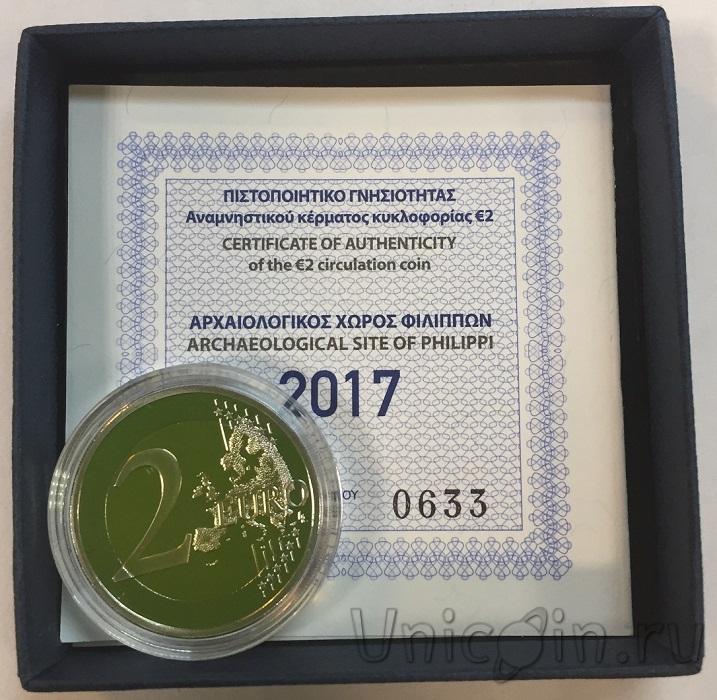 ΠΙΣΤΟΠΟΙΗΤΙΚΟ ΓΝΗΣΙΟΤΗΤΑΣ
Αναμνηστικού κέρματος κυκλοφορίας €2
CERTIFICATE OF AUTHENTICITY
of the €2 circulation coin
ΑΡΧΑΙΟΛΟΓΙΚΟΣ ΧΩΡΟΣ ΦΙΛΙΠΠΩΝ
ARCHAEOLOGICAL SITE OF PHILIPPI
2017
2 EURO
ΟΥ 0633
Unicoin.ru